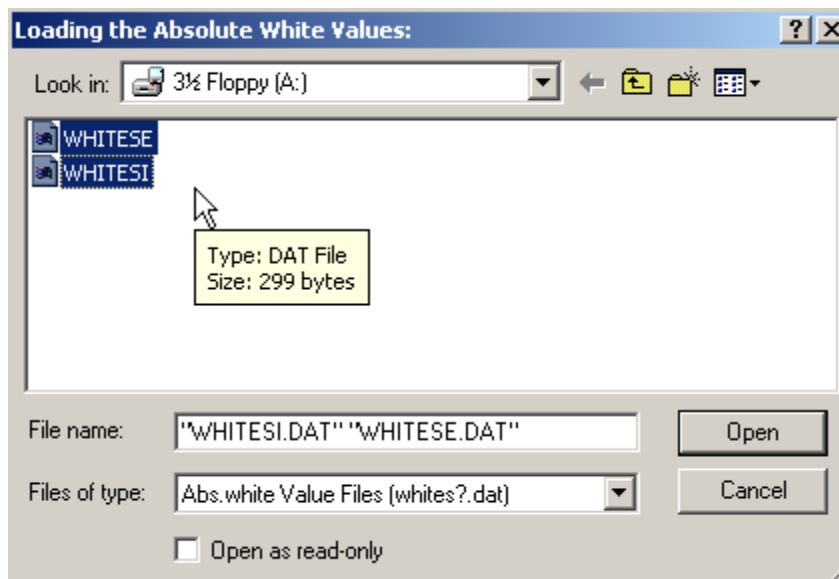 Loading the Absolute White Values:
Look in: 3½ Floppy (A:)
WHITESE
WHITESI
Type: DAT File
Size: 299 bytes
File name: "WHITESI.DAT" "WHITESE.DAT" Open
Files of type: Abs.white Value Files (whites?.dat) Cancel
Open as read-only